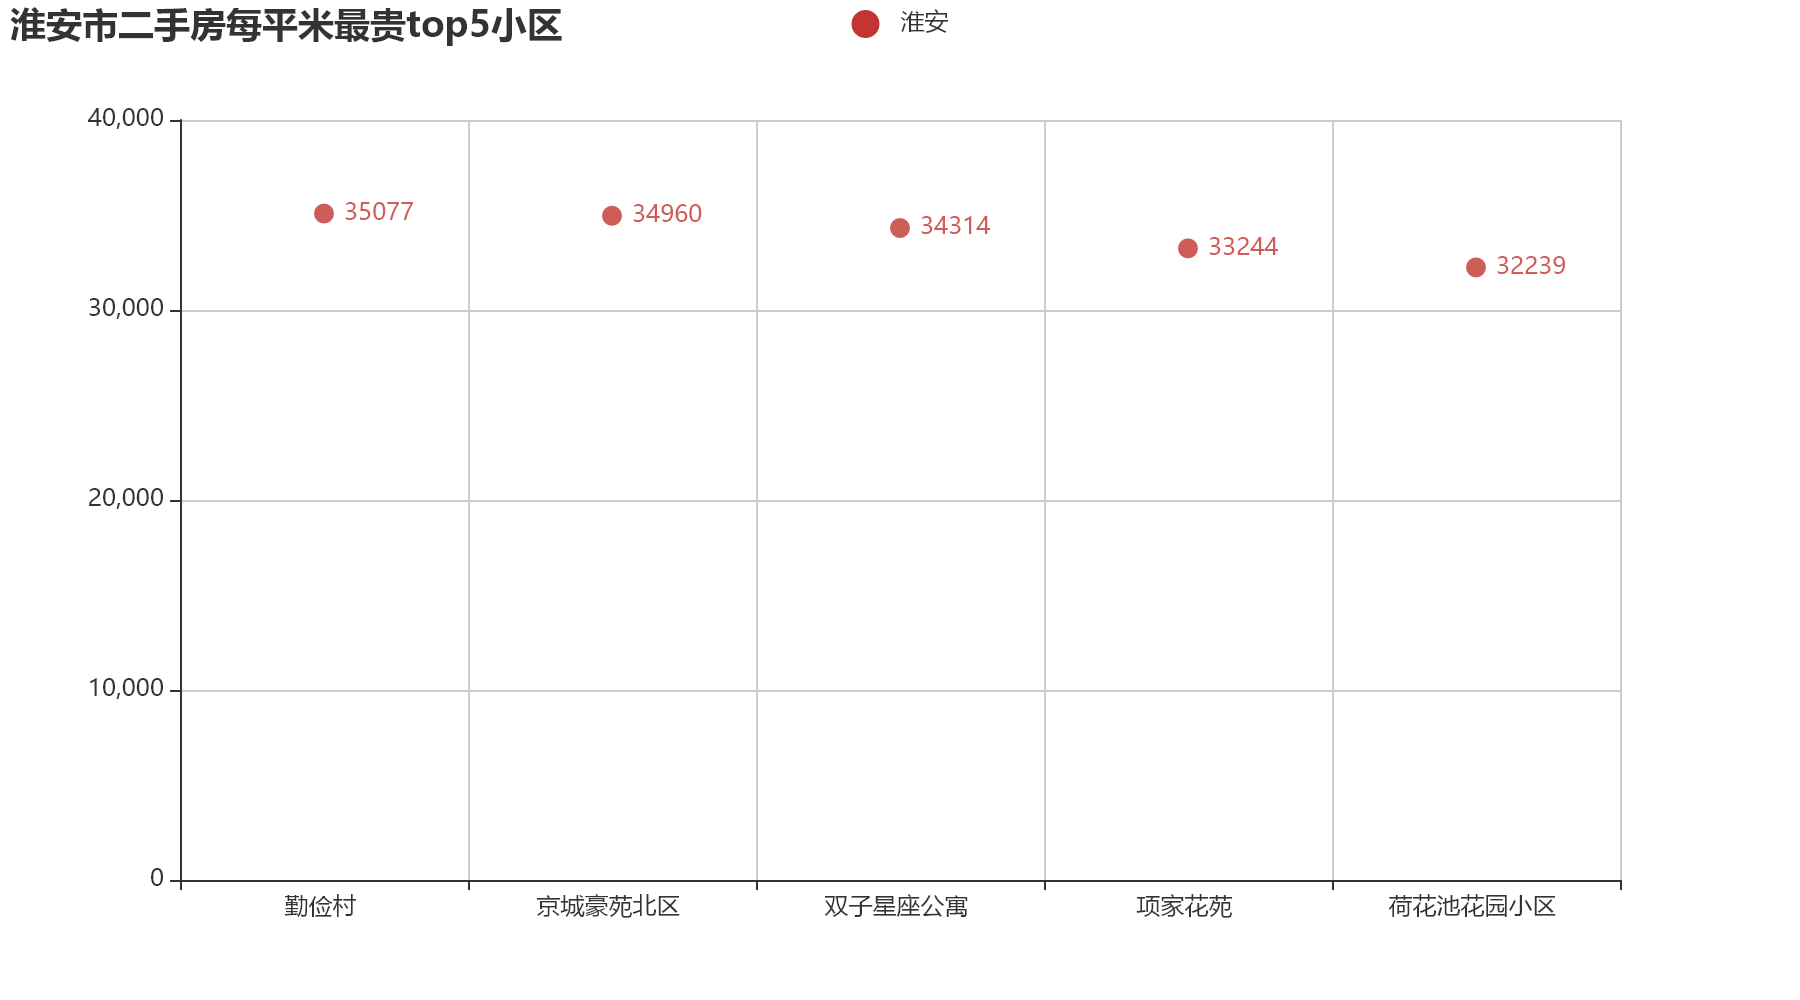 淮安市二手房每平米最贵top5小区
淮安
40,000
30,000
20,000
10,000
0
35077
34960
34314
33244
32239
勤俭村
京城豪苑北区
双子星座公寓
项家花苑
荷花池花园小区